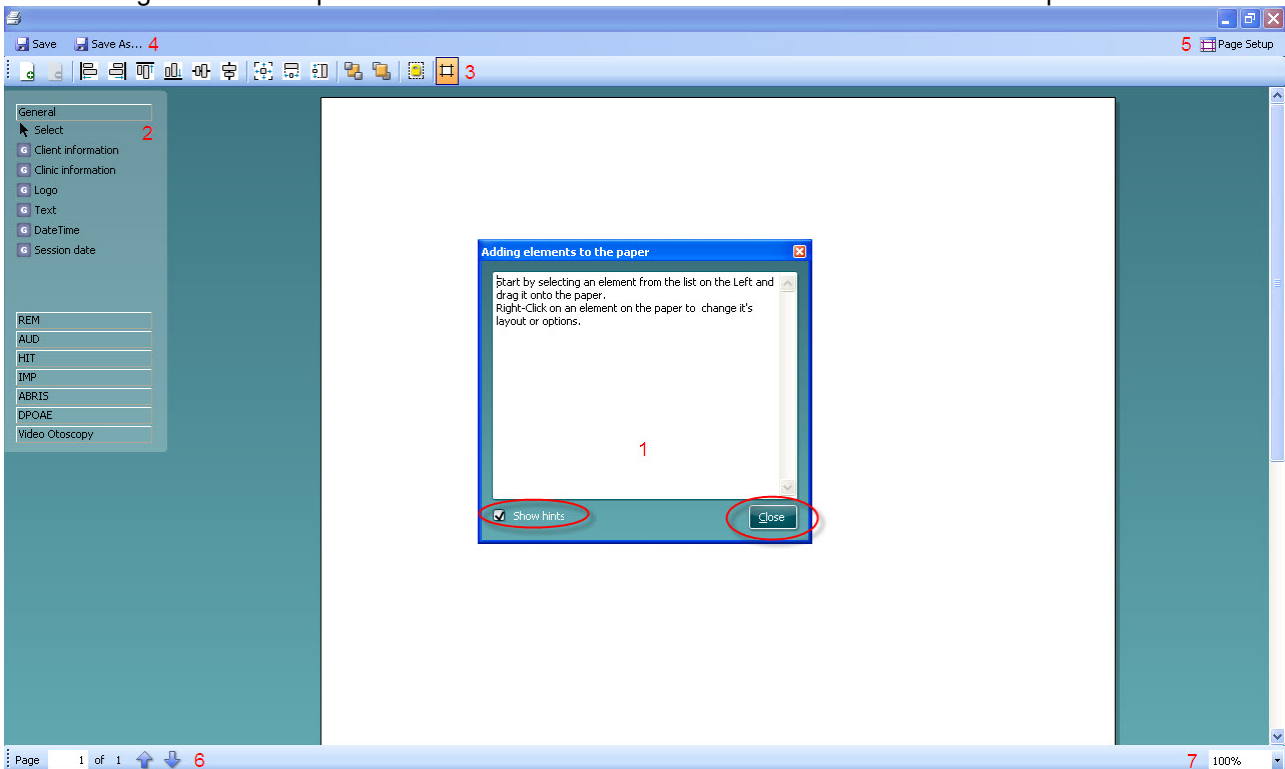 Save Save As... 4 5 Page Setup
3
General
Select 2
Client information
Clinic information
Logo
Text
DateTime
Session date
REM
AUD
HIT
IMP
ABRIS
DPOAE
Video Otoscopy
Adding elements to the paper
Start by selecting an element from the list on the Left and
drag it onto the paper.
Right-Click on an element on the paper to change it's
layout or options.
1
Show hints Close
Page 1 of 1 6 7 100%